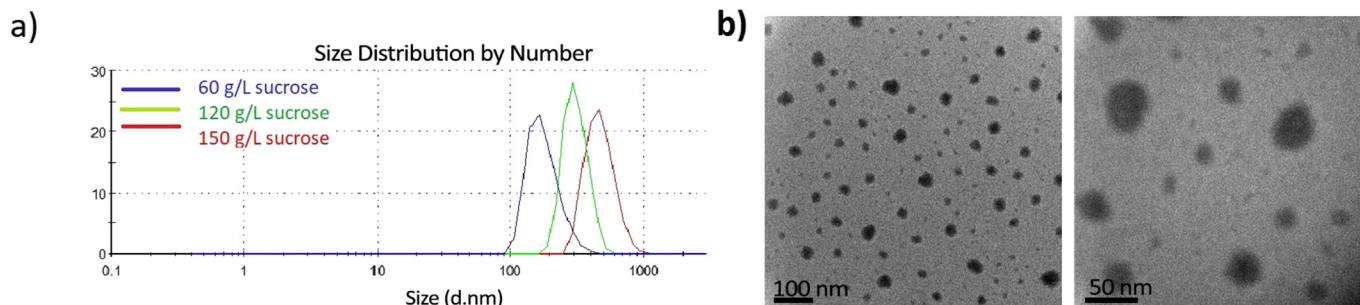 a)
Size Distribution by Number
30
20
10
0
60 g/L sucrose
120 g/L sucrose
150 g/L sucrose
0.1 1 10 100 1000
Size (d.nm)
b)
100 nm
50 nm